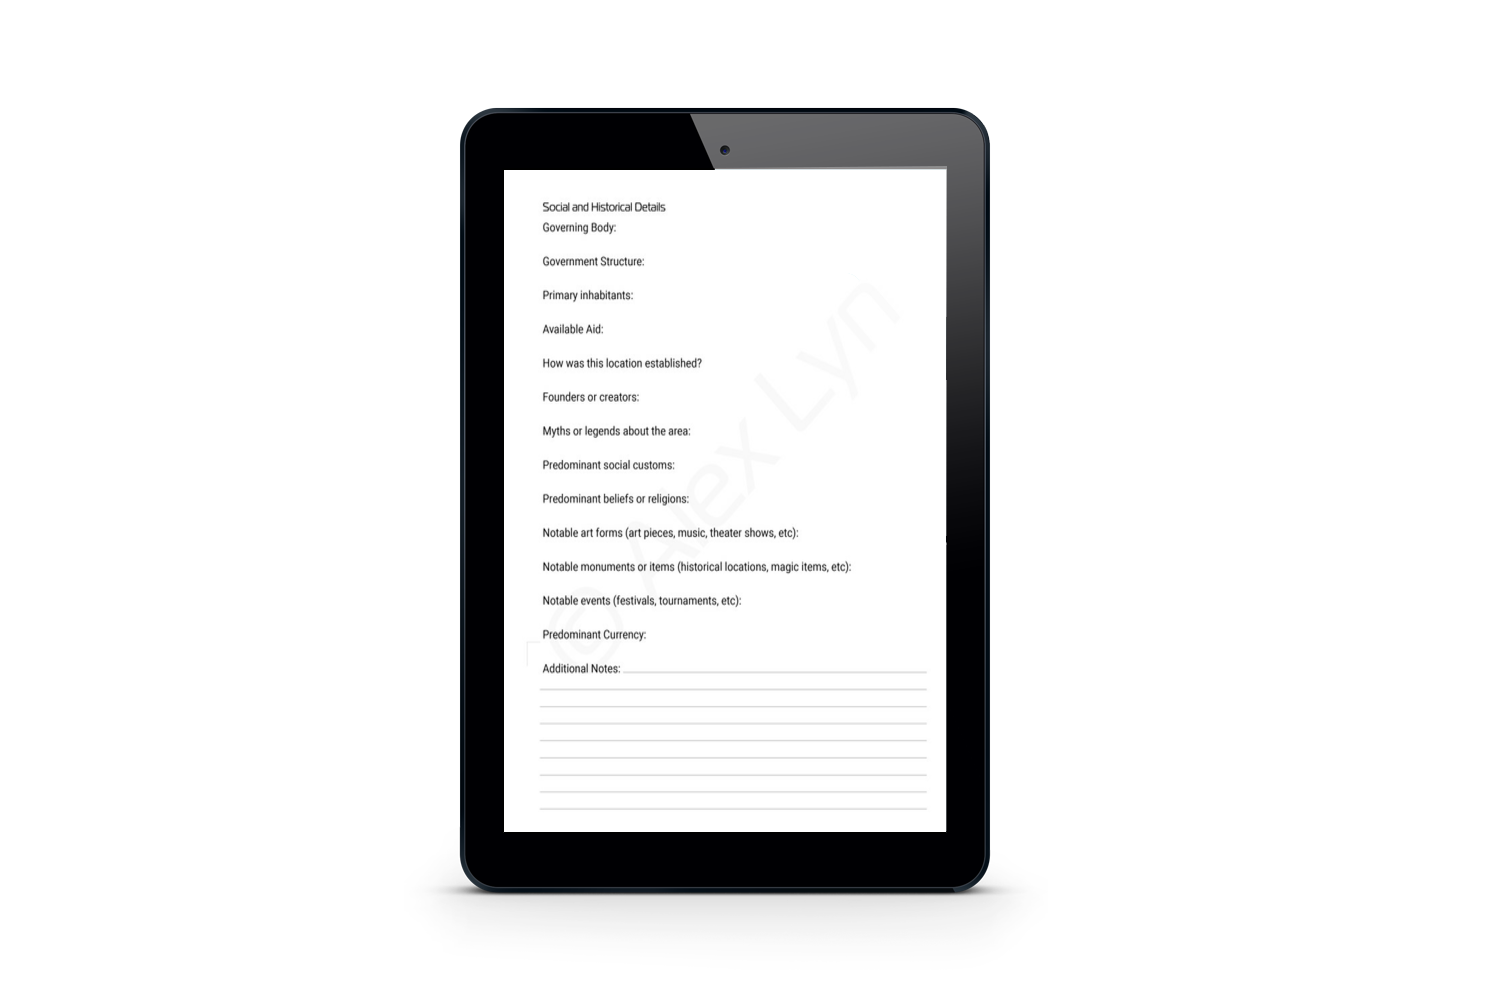 Social and Historical Details
Governing Body:
Government Structure:
Primary inhabitants:
Available Aid:
How was this location established?
Founders or creators:
Myths or legends about the area:
Predominant social customs:
Predominant beliefs or religions:
Notable art forms (art pieces, music, theater shows, etc):
Notable monuments or items (historical locations, magic items, etc):
Notable events (festivals, tournaments, etc):
Predominant Currency:
Additional Notes:
© Alex Lyn